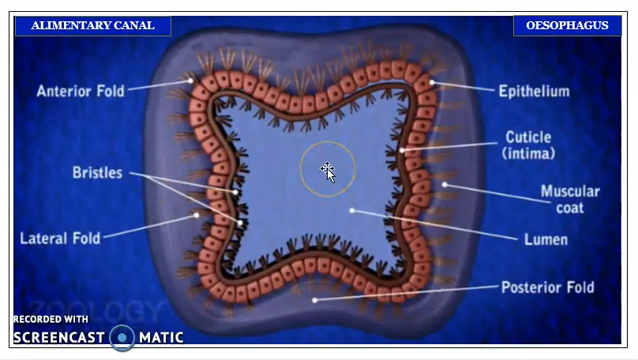 ALIMENTARY CANAL
OESOPHAGUS
Anterior Fold
Epithelium
Cuticle
(intima)
Bristles
Muscular
coat
Lateral Fold
Lumen
Posterior Fold
ZOOLOGY
RECORDED WITH
SCREENCAST MATIC